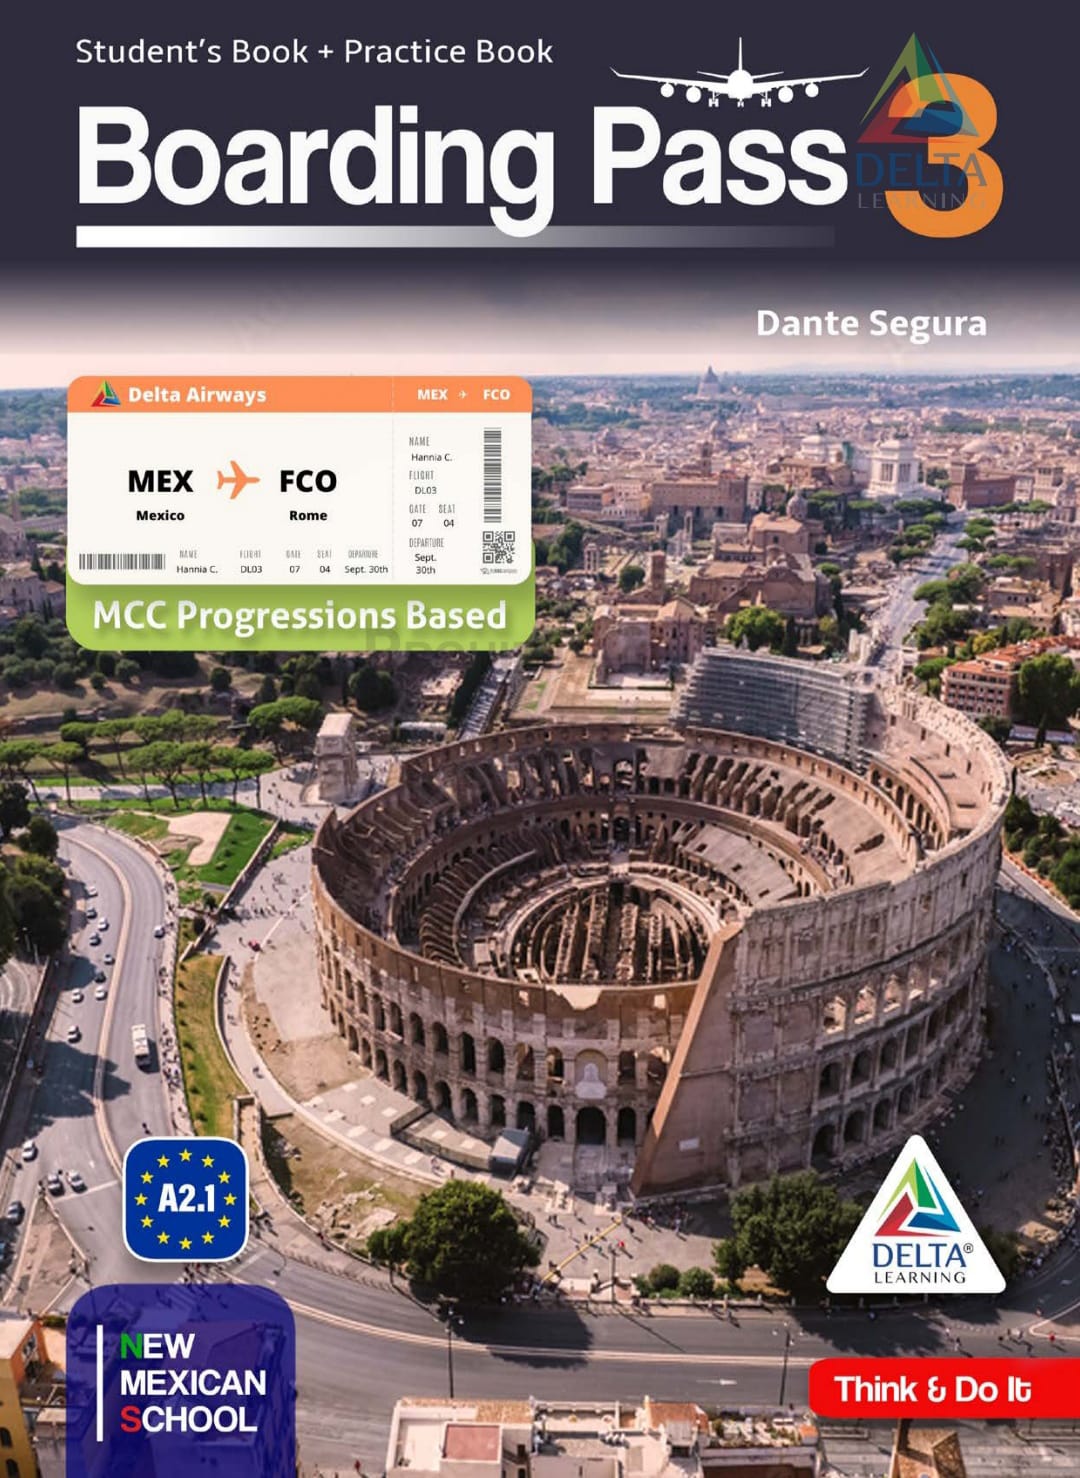 Student's Book + Practice Book
Boarding Pass 3
DELTA
LEARNING
Dante Segura
Delta Airways
MEX FCO
MEX FCO
Mexico Rome
NAME
Hannia C.
FLIGHT
DL03
GATE SEAT
07 04
DEPARTURE
Sept.
30th
NAME FLIGHT GATE SEAT DEPARTURE
Hannia C. DL03 07 04 Sept. 30th
MCC Progressions Based
A2.1
DELTA®
LEARNING
NEW
MEXICAN
SCHOOL
Think & Do It